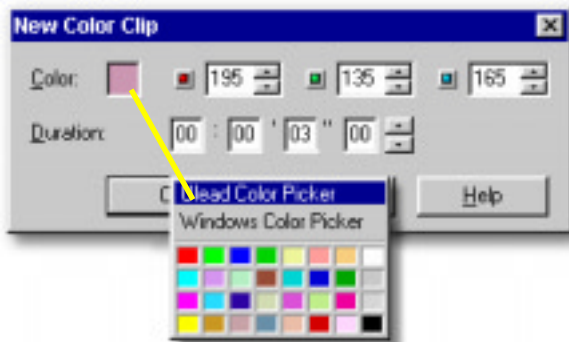 New Color Clip
Color: 195 135 165
Duration: 00 : 00 ' 03 " 00
Ulead Color Picker
Help
Windows Color Picker